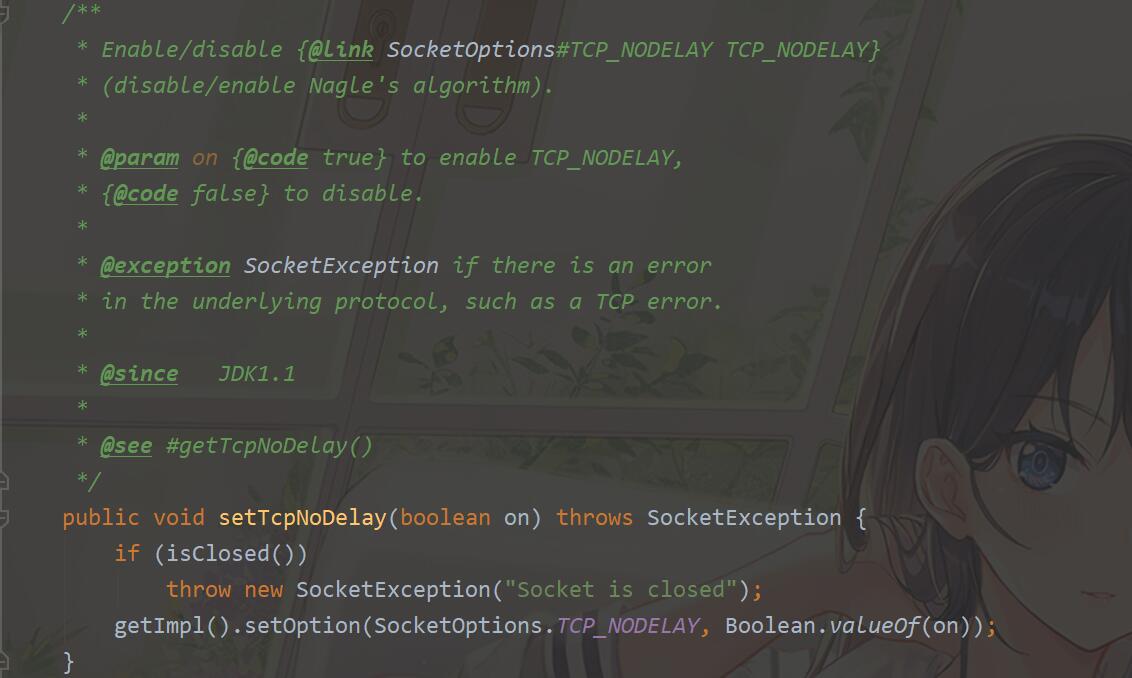 /**
 * Enable/disable {@link SocketOptions#TCP_NODELAY TCP_NODELAY}
 * (disable/enable Nagle's algorithm).
 *
 * @param on {@code true} to enable TCP_NODELAY,
 * {@code false} to disable.
 *
 * @exception SocketException if there is an error
 * in the underlying protocol, such as a TCP error.
 *
 * @since   JDK1.1
 *
 * @see #getTcpNoDelay()
 */
public void setTcpNoDelay(boolean on) throws SocketException {
    if (isClosed())
        throw new SocketException("Socket is closed");
    getImpl().setOption(SocketOptions.TCP_NODELAY, Boolean.valueOf(on));
}